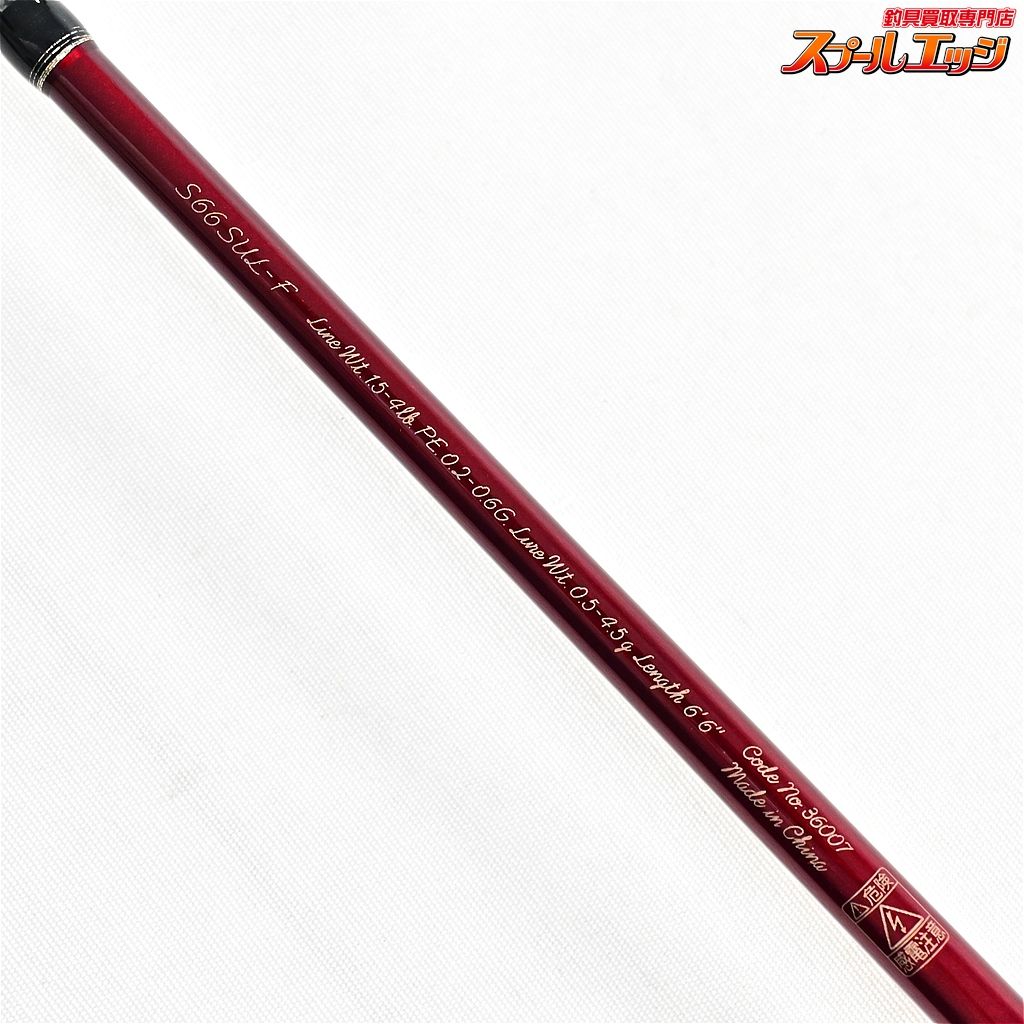 釣具買取専門店
スプールエッジ
S66SUL-F Line Wt. 1.5-4lb. PE.0.2-0.6G. Lure Wt. 0.5-4.5g Length 6'6" Code No. 36007
Made in China
危険
感電注意